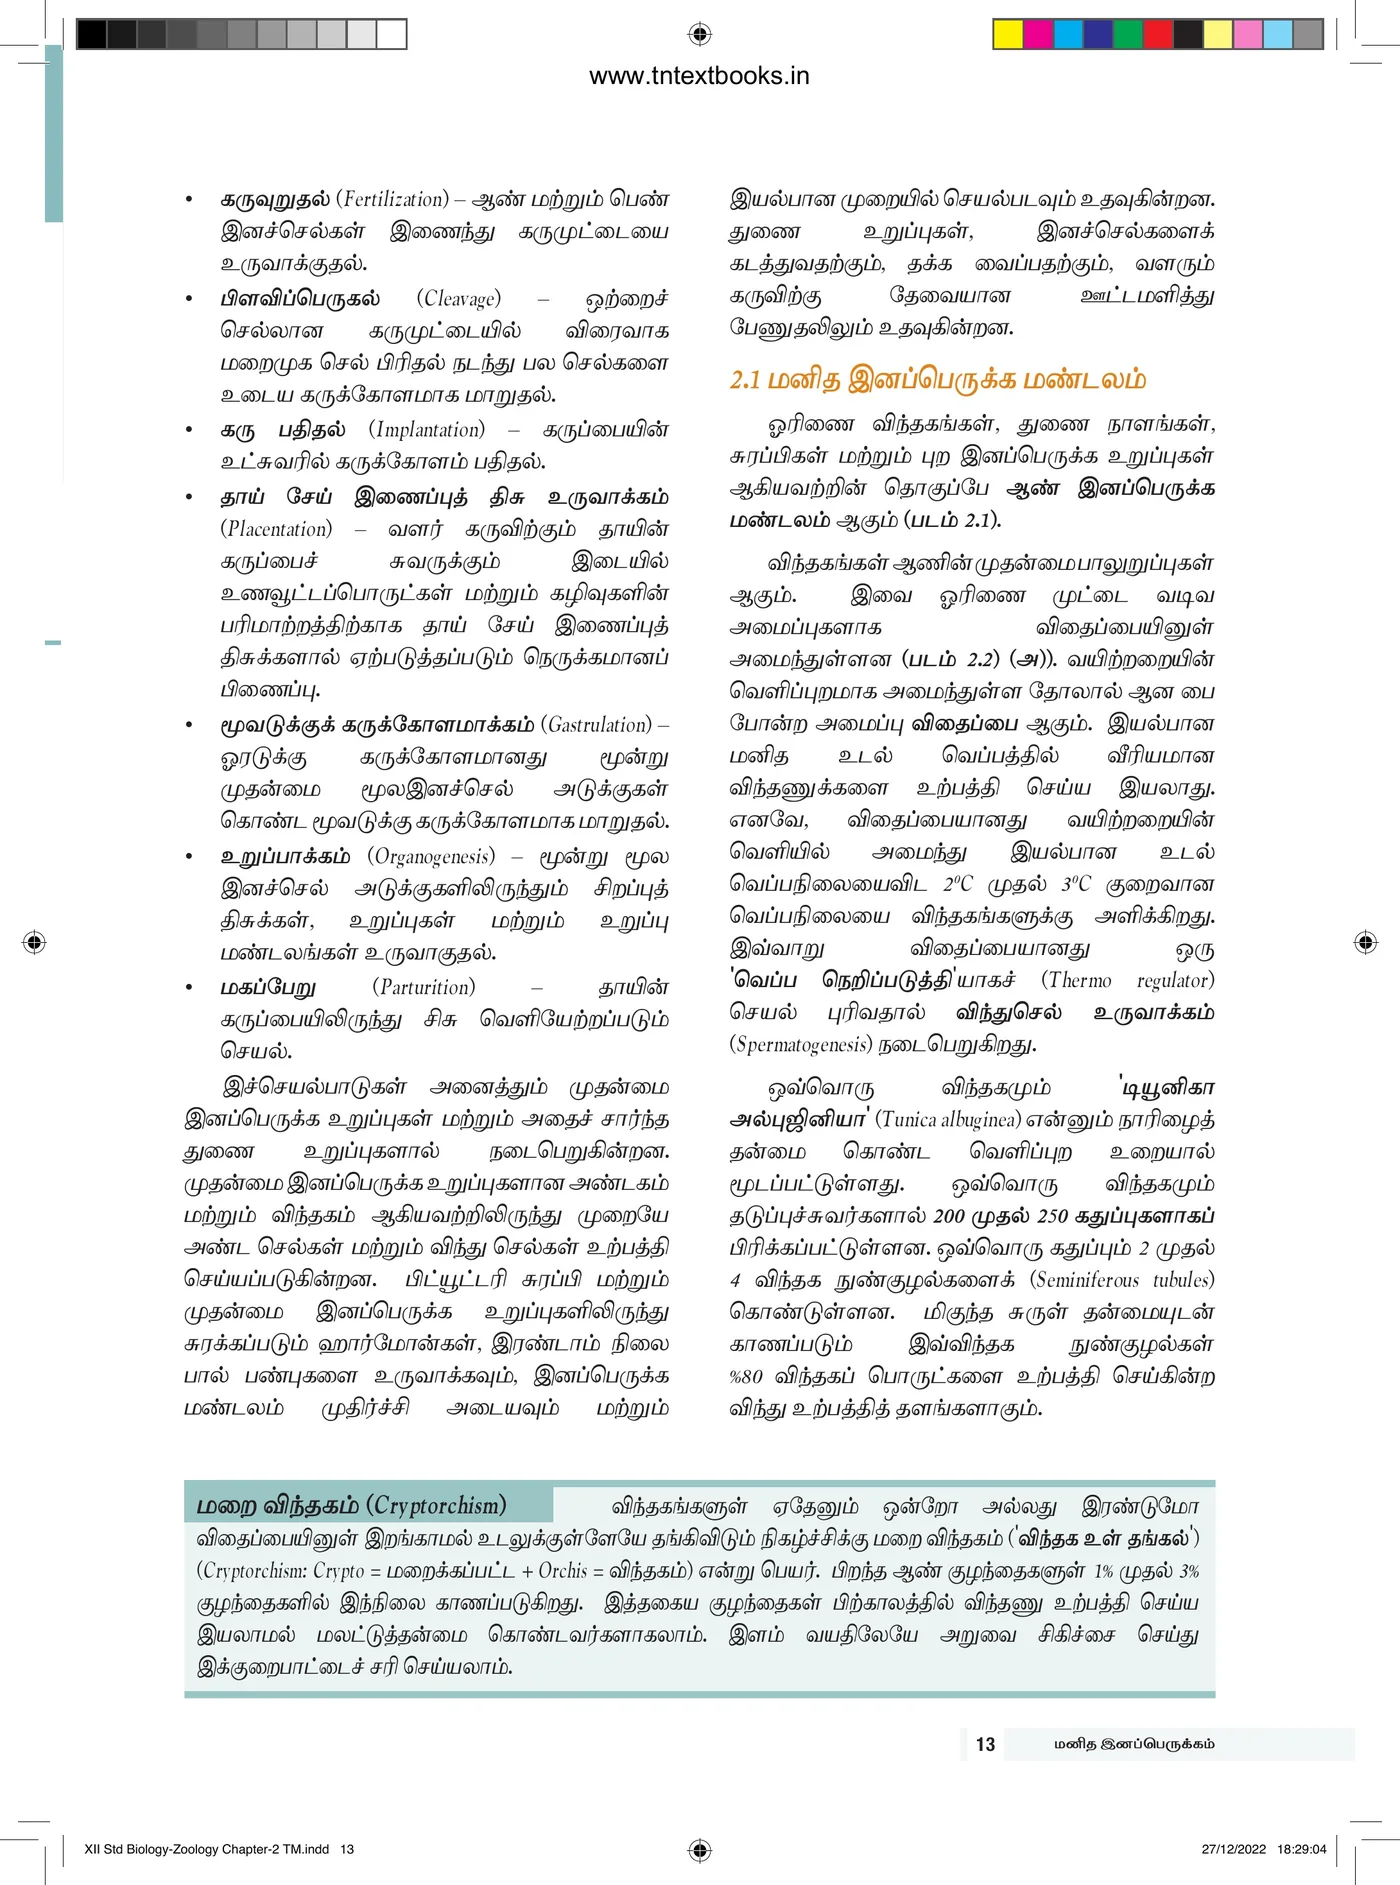 www.tntextbooks.in
• கருவுறுதல் (Fertilization) – ஆண் மற்றும் பெண்
இனச்செல்கள் இணைந்து கருமுட்டையை
உருவாக்குதல்.
• பிளவிப்பெருகல் (Cleavage) – ஒற்றைச்
செல்லான கருமுட்டையில் விரைவாக
மறைமுக செல் பிரிதல் நடந்து பல செல்களை
உடைய கருக்கோளமாக மாறுதல்.
• கரு பதிதல் (Implantation) – கருப்பையின்
உட்சுவரில் கருக்கோளம் பதிதல்.
• தாய் சேய் இணைப்புத் திசு உருவாக்கம்
(Placentation) – வளர் கருவிற்கும் தாயின்
கருப்பைச் சுவருக்கும் இடையில்
உணவூட்டப்பொருட்கள் மற்றும் கழிவுகளின்
பரிமாற்றத்திற்காக தாய் சேய் இணைப்புத்
திசுக்களால் ஏற்படுத்தப்படும் நெருக்கமானப்
பிணைப்பு.
• மூவடுக்குக் கருக்கோளமாக்கம் (Gastrulation) –
ஓரடுக்கு கருக்கோளமானது மூன்று
முதன்மை மூலஇனச்செல் அடுக்குகள்
கொண்ட மூவடுக்கு கருக்கோளமாக மாறுதல்.
• உறுப்பாக்கம் (Organogenesis) – மூன்று மூல
இனச்செல் அடுக்குகளிலிருந்தும் சிறப்புத்
திசுக்கள், உறுப்புகள் மற்றும் உறுப்பு
மண்டலங்கள் உருவாகுதல்.
• மகப்பேறு (Parturition) – தாயின்
கருப்பையிலிருந்து சிசு வெளியேற்றப்படும்
செயல்.
இச்செயல்பாடுகள் அனைத்தும் முதன்மை
இனப்பெருக்க உறுப்புகள் மற்றும் அதைச் சார்ந்த
துணை உறுப்புகளால் நடைபெறுகின்றன.
முதன்மை இனப்பெருக்க உறுப்புகளான அண்டகம்
மற்றும் விந்தகம் ஆகியவற்றிலிருந்து முறையே
அண்ட செல்கள் மற்றும் விந்து செல்கள் உற்பத்தி
செய்யப்படுகின்றன. பிட்யூட்டரி சுரப்பி மற்றும்
முதன்மை இனப்பெருக்க உறுப்புகளிலிருந்து
சுரக்கப்படும் ஹார்மோன்கள், இரண்டாம் நிலை
பால் பண்புகளை உருவாக்கவும், இனப்பெருக்க
மண்டலம் முதிர்ச்சி அடையவும் மற்றும்
இயல்பான முறையில் செயல்படவும் உதவுகின்றன.
துணை உறுப்புகள், இனச்செல்களைக்
கடத்துவதற்கும், தக்க வைப்பதற்கும், வளரும்
கருவிற்கு தேவையான ஊட்டமளித்து
பேணுதலிலும் உதவுகின்றன.
2.1 மனித இனப்பெருக்க மண்டலம்
ஓரிணை விந்தகங்கள், துணை நாளங்கள்,
சுரப்பிகள் மற்றும் புற இனப்பெருக்க உறுப்புகள்
ஆகியவற்றின் தொகுப்பே ஆண் இனப்பெருக்க
மண்டலம் ஆகும் (படம் 2.1).
விந்தகங்கள் ஆணின் முதன்மை பாலுறுப்புகள்
ஆகும். இவை ஓரிணை முட்டை வடிவ
அமைப்புகளாக விதைப்பையினுள்
அமைந்துள்ளன (படம் 2.2) (அ)). வயிற்றறையின்
வெளிப்புறமாக அமைந்துள்ள தோலால் ஆன பை
போன்ற அமைப்பு விதைப்பை ஆகும். இயல்பான
மனித உடல் வெப்பத்தில் வீரியமான
விந்தணுக்களை உற்பத்தி செய்ய இயலாது.
எனவே, விதைப்பையானது வயிற்றறையின்
வெளியில் அமைந்து இயல்பான உடல்
வெப்பநிலையைவிட 2ºC முதல் 3ºC குறைவான
வெப்பநிலையை விந்தகங்களுக்கு அளிக்கிறது.
இவ்வாறு விதைப்பையானது ஒரு
'வெப்ப நெறிப்படுத்தி'யாகச் (Thermo regulator)
செயல் புரிவதால் விந்துசெல் உருவாக்கம்
(Spermatogenesis) நடைபெறுகிறது.
ஒவ்வொரு விந்தகமும் 'டியூனிகா
அல்புஜினியா' (Tunica albuginea) என்னும் நாரிழைத்
தன்மை கொண்ட வெளிப்புற உறையால்
மூடப்பட்டுள்ளது. ஒவ்வொரு விந்தகமும்
தடுப்புச்சுவர்களால் 200 முதல் 250 கதுப்புகளாகப்
பிரிக்கப்பட்டுள்ளன. ஒவ்வொரு கதுப்பும் 2 முதல்
4 விந்தக நுண்குழல்களைக் (Seminiferous tubules)
கொண்டுள்ளன. மிகுந்த சுருள் தன்மையுடன்
காணப்படும் இவ்விந்தக நுண்குழல்கள்
%80 விந்தகப் பொருட்களை உற்பத்தி செய்கின்ற
விந்து உற்பத்தித் தளங்களாகும்.
மறை விந்தகம் (Cryptorchism) விந்தகங்களுள் ஏதேனும் ஒன்றோ அல்லது இரண்டுமோ
விதைப்பையினுள் இறங்காமல் உடலுக்குள்ளேயே தங்கிவிடும் நிகழ்ச்சிக்கு மறை விந்தகம் ('விந்தக உள் தங்கல்')
(Cryptorchism: Crypto = மறைக்கப்பட்ட + Orchis = விந்தகம்) என்று பெயர். பிறந்த ஆண் குழந்தைகளுள் 1% முதல் 3%
குழந்தைகளில் இந்நிலை காணப்படுகிறது. இத்தகைய குழந்தைகள் பிற்காலத்தில் விந்தணு உற்பத்தி செய்ய
இயலாமல் மலட்டுத்தன்மை கொண்டவர்களாகலாம். இளம் வயதிலேயே அறுவை சிகிச்சை செய்து
இக்குறைபாட்டைச் சரி செய்யலாம்.
13 மனித இனப்பெருக்கம்
XII Std Biology-Zoology Chapter-2 TM.indd 13 27/12/2022 18:29:04